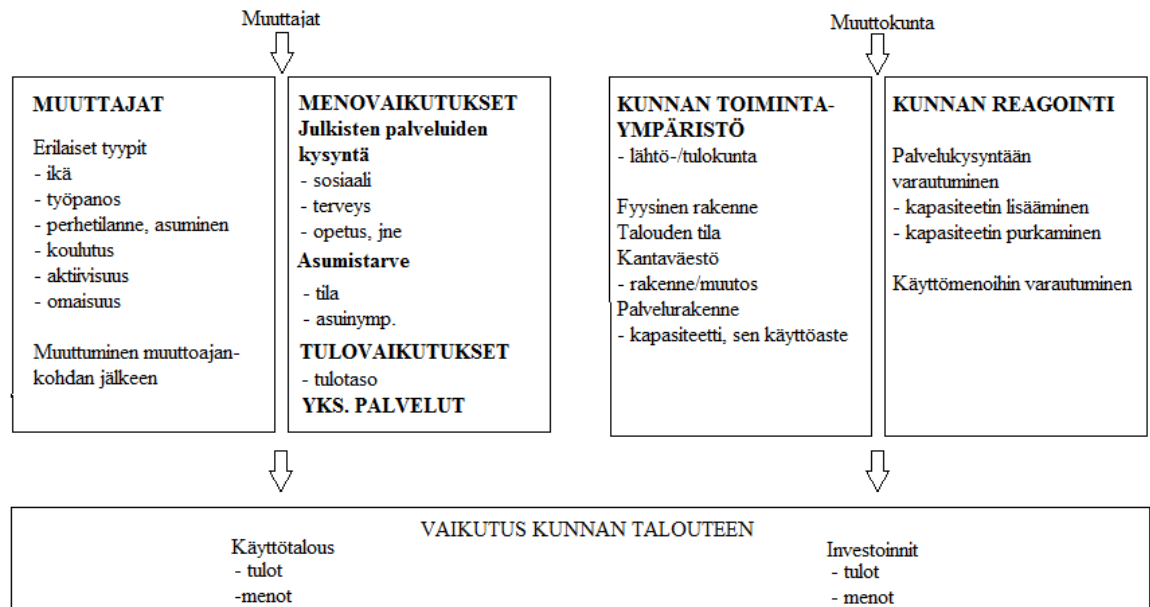 Muuttajat
Muuttokunta
MUUTTAJAT
Erilaiset tyypit
- ikä
- työpanos
- perhetilanne, asuminen
- koulutus
- aktiivisuus
- omaisuus
Muuttuminen muuttoajan-
kohdan jälkeen
MENOVAIKUTUKSET
Julkisten palveluiden
kysyntä
- sosiaali
- terveys
- opetus, jne
Asumistarve
- tila
- asuinymp.
TULOVAIKUTUKSET
- tulotaso
YKS. PALVELUT
KUNNAN TOIMINTA-
YMPÄRISTÖ
- lähtö-/tulokunta
Fyysinen rakenne
Talouden tila
Kantaväestö
- rakenne/muutos
Palvelurakenne
- kapasiteetti, sen käyttöaste
KUNNAN REAGOINTI
Palvelukysyntään
varautuminen
- kapasiteetin lisääminen
- kapasiteetin purkaminen
Käyttömenoihin varautuminen
VAIKUTUS KUNNAN TALOUTEEN
Käyttötalous
- tulot
-menot
Investoinnit
- tulot
- menot